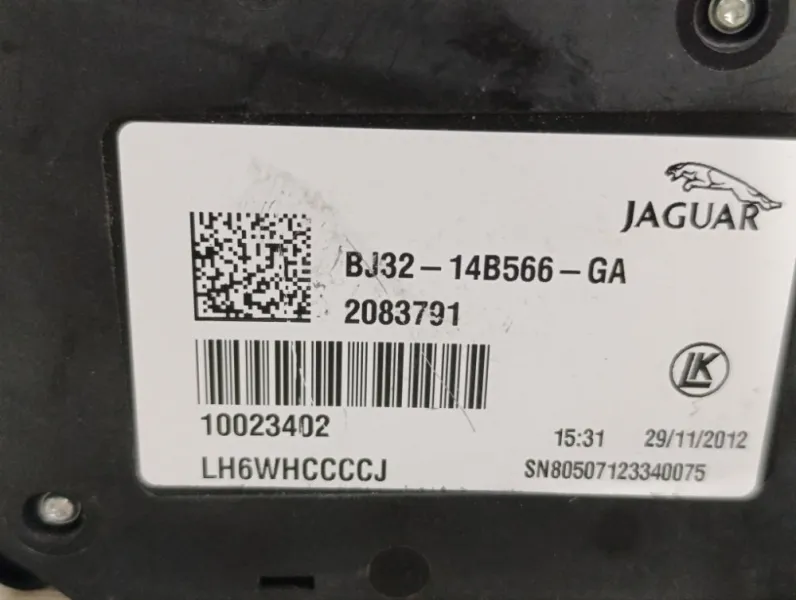 JAGUAR
BJ32-14B566-GA
2083791
LK
10023402
15:31 29/11/2012
LH6WHCCCCJ
SN80507123340075